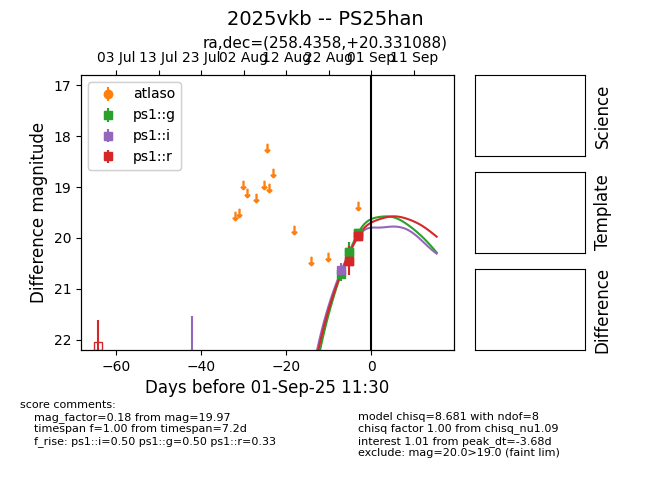 2025vkb -- PS25han
ra,dec=(258.4358,+20.331088)
03 Jul 13 Jul 23 Jul 02 Aug 12 Aug 22 Aug 01 Sep 11 Sep
17
18
19
20
21
22
Difference magnitude
atlaso
ps1::g
ps1::i
ps1::r
−60 −40 −20 0
Days before 01-Sep-25 11:30
Science
Template
Difference
score comments:
mag_factor=0.18 from mag=19.97
timespan f=1.00 from timespan=7.2d
f_rise: ps1::i=0.50 ps1::g=0.50 ps1::r=0.33
model chisq=8.681 with ndof=8
chisq factor 1.00 from chisq_nu1.09
interest 1.01 from peak_dt=-3.68d
exclude: mag=20.0>19.0 (faint lim)